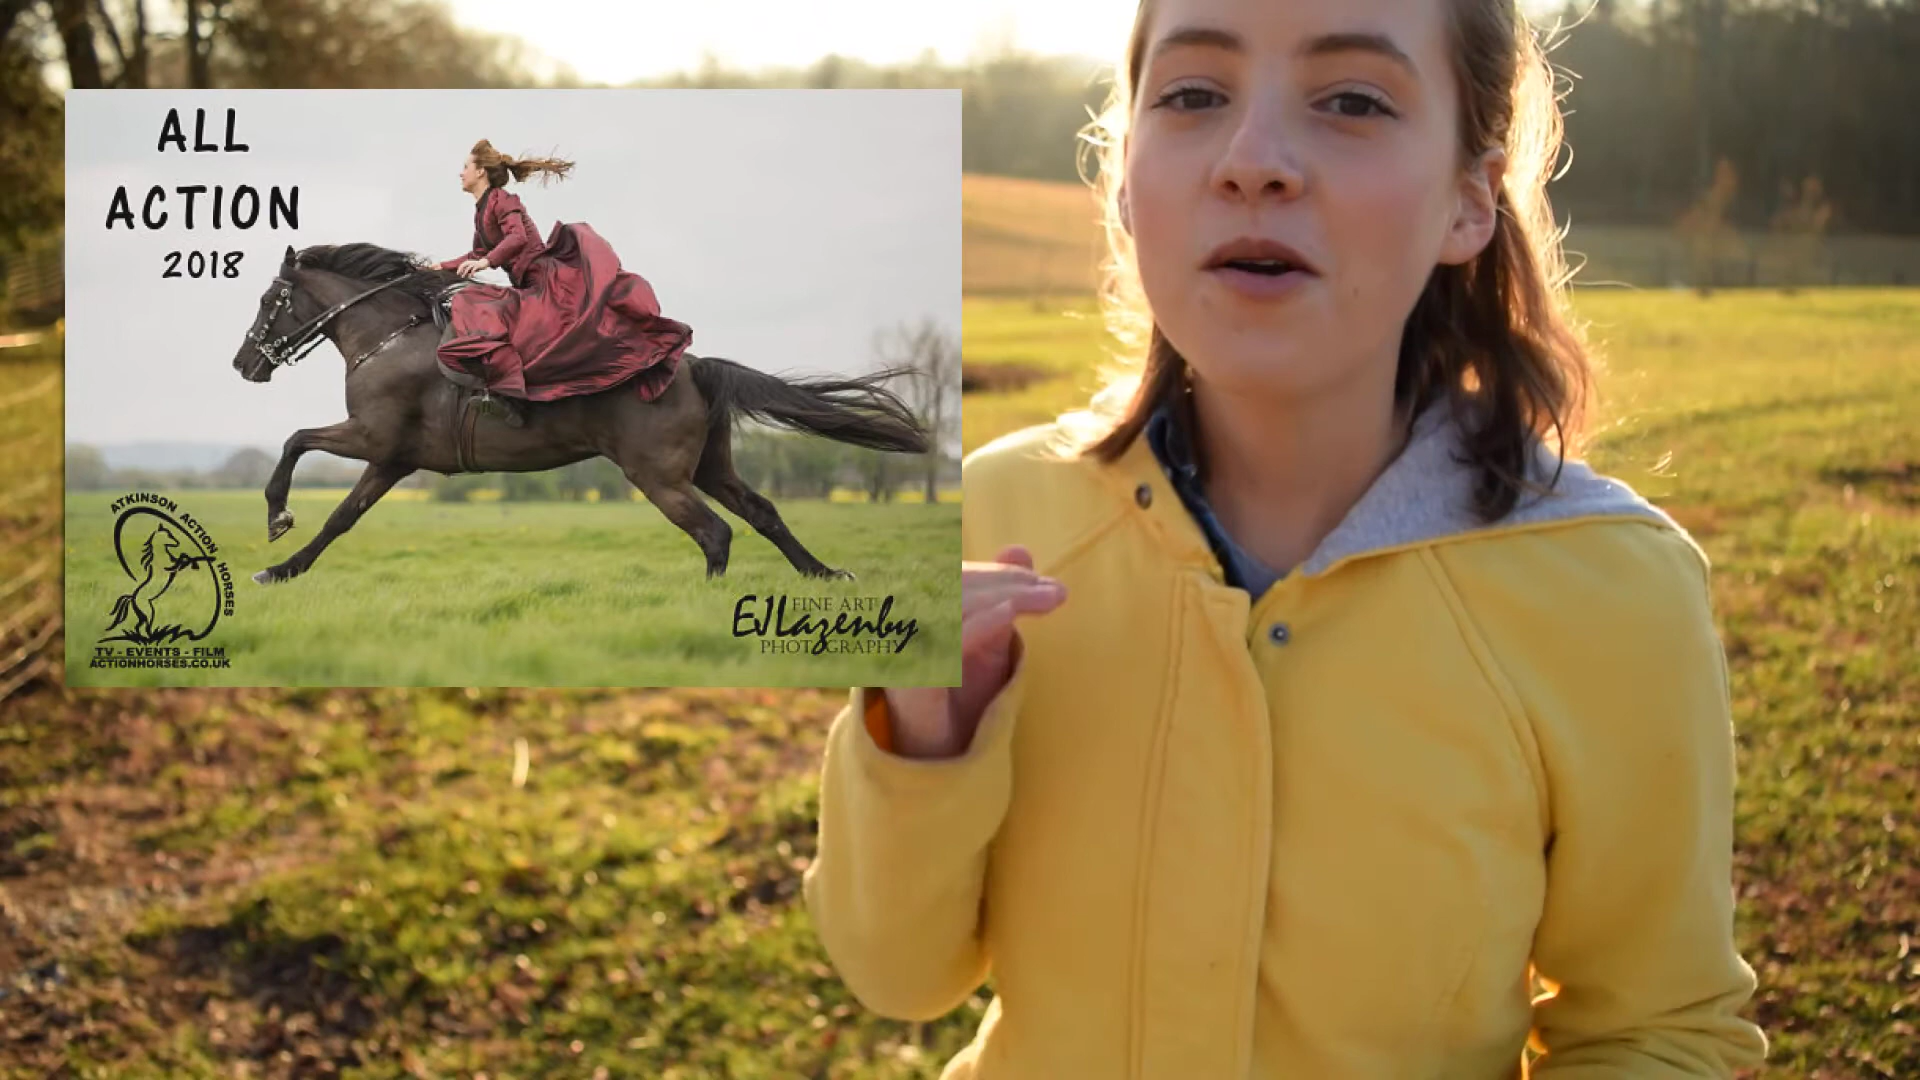 ALL
ACTION
2018
ATKINSON ACTION HORSES
TV - EVENTS - FILM
ACTIONHORSES.CO.UK
EJLazenby
FINE ART
PHOTOGRAPHY